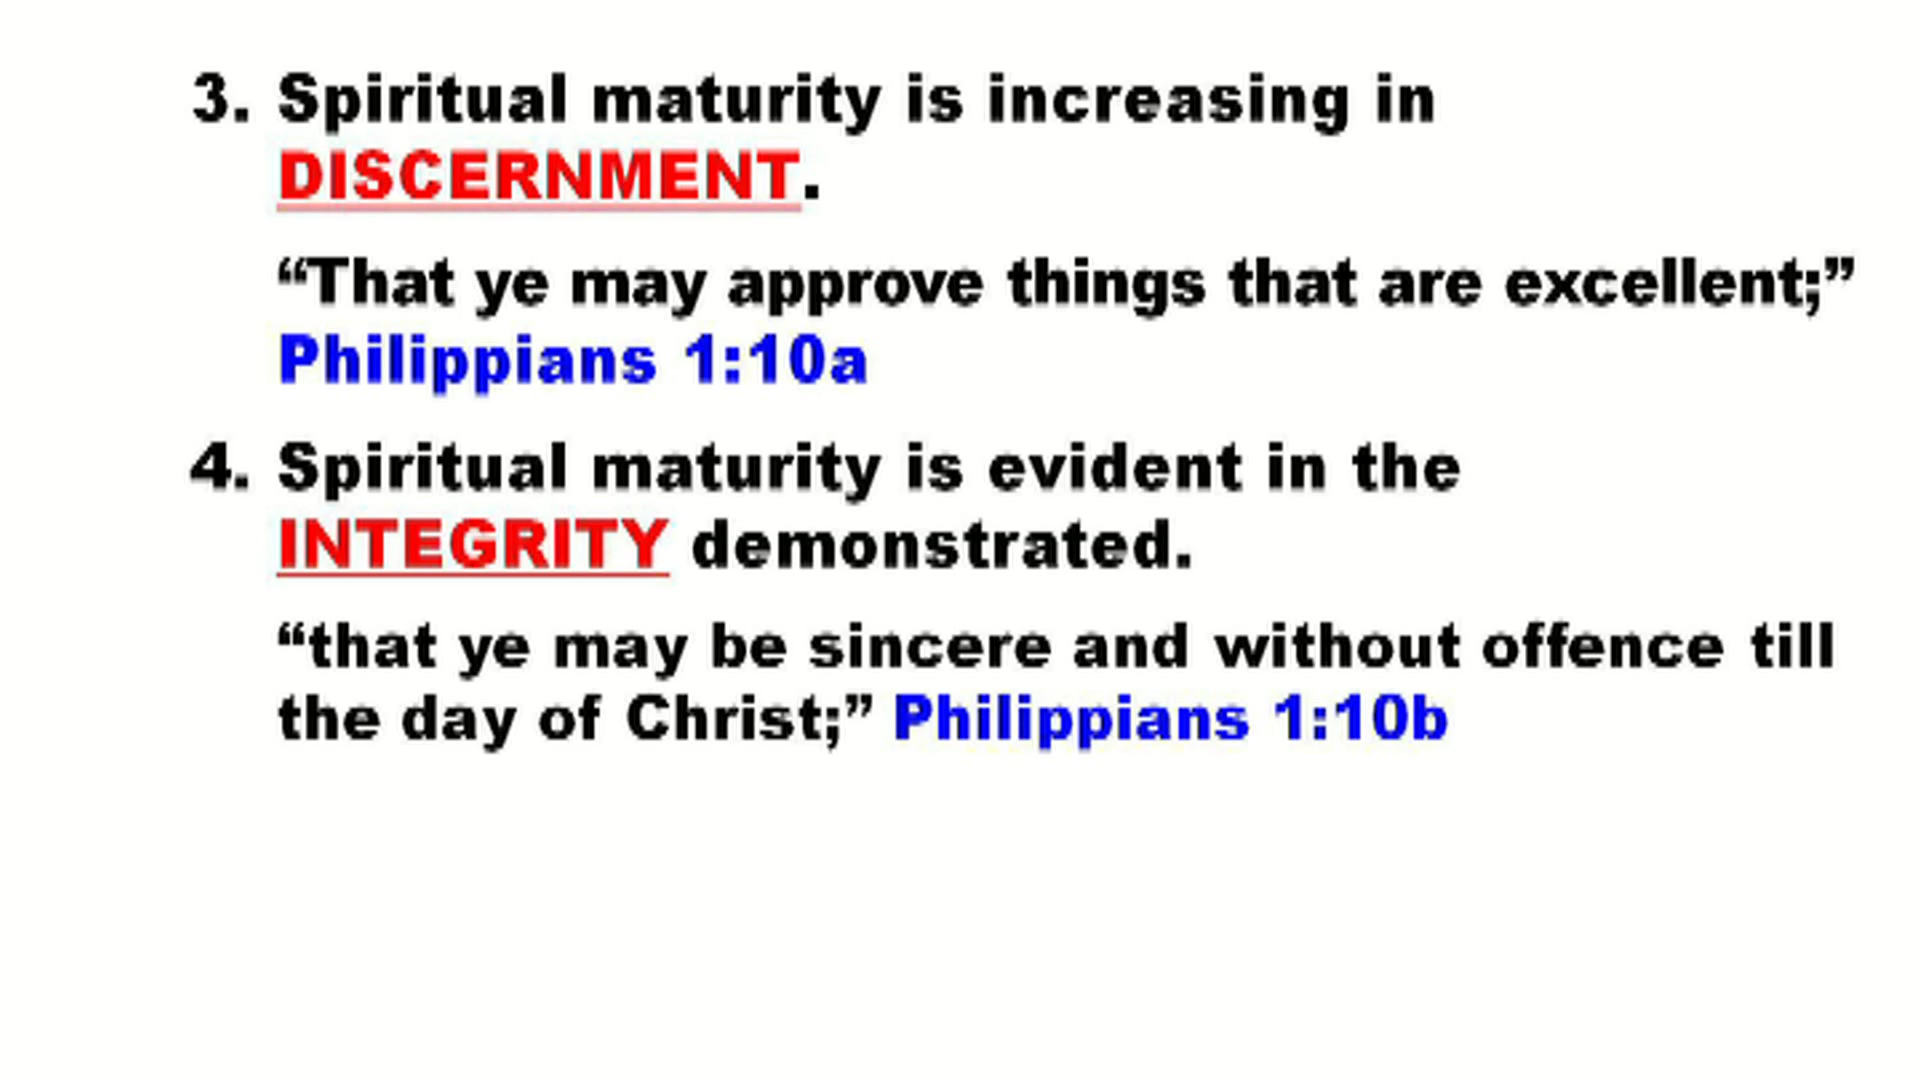 3. Spiritual maturity is increasing in
DISCERNMENT.
“That ye may approve things that are excellent;”
Philippians 1:10a
4. Spiritual maturity is evident in the
INTEGRITY demonstrated.
“that ye may be sincere and without offence till
the day of Christ;” Philippians 1:10b